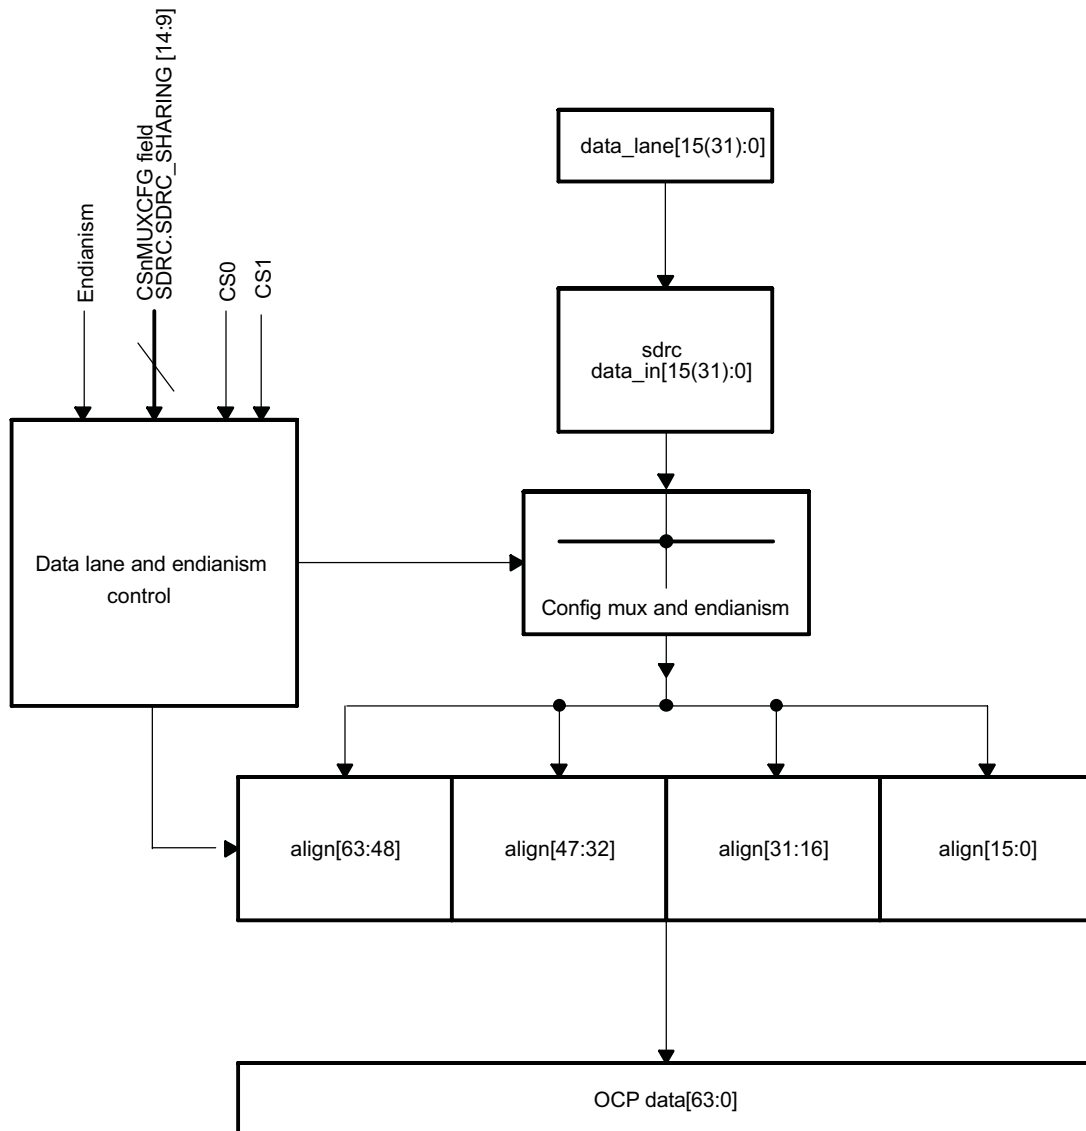 Endianism
CSnMUXCFG field
SDRC.SDRC_SHARING [14:9]
CS0
CS1
data_lane[15(31):0]
sdrc
data_in[15(31):0]
Data lane and endianism
control
Config mux and endianism
align[63:48]
align[47:32]
align[31:16]
align[15:0]
OCP data[63:0]